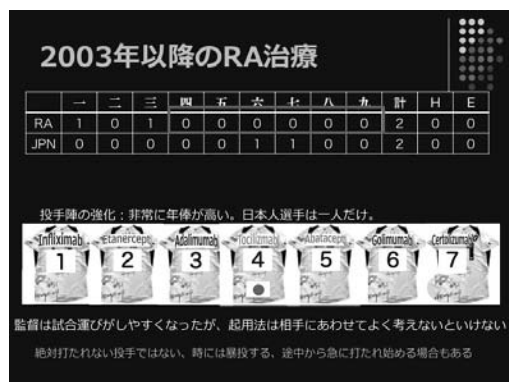 2003年以降のRA治療
一 二 三 四 五 六 七 八 九 計 H E
RA 1 0 1 0 0 0 0 0 0 2 0 0
JPN 0 0 0 0 0 1 1 0 0 2 0 0
投手陣の強化：非常に年俸が高い。日本人選手は一人だけ。
Infliximab Etanercept Adalimumab Tocilizmab Abatacept Golimumab Certolizumab
1 2 3 4 5 6 7
監督は試合運びがしやすくなったが、起用法は相手にあわせてよく考えないといけない
絶対打たれない投手ではない、時には暴投する、途中から急に打たれ始める場合もある